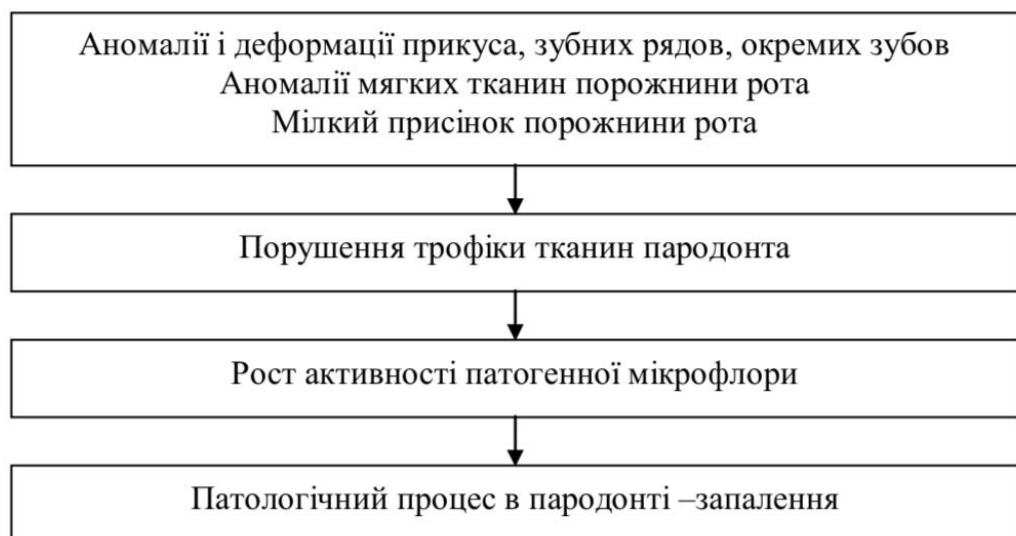 Аномалії і деформації прикуса, зубних рядов, окремих зубов
Аномалії мягких тканин порожнини рота
Мілкий присінок порожнини рота
Порушення трофіки тканин пародонта
Рост активності патогенної мікрофлори
Патологічний процес в пародонті –запалення